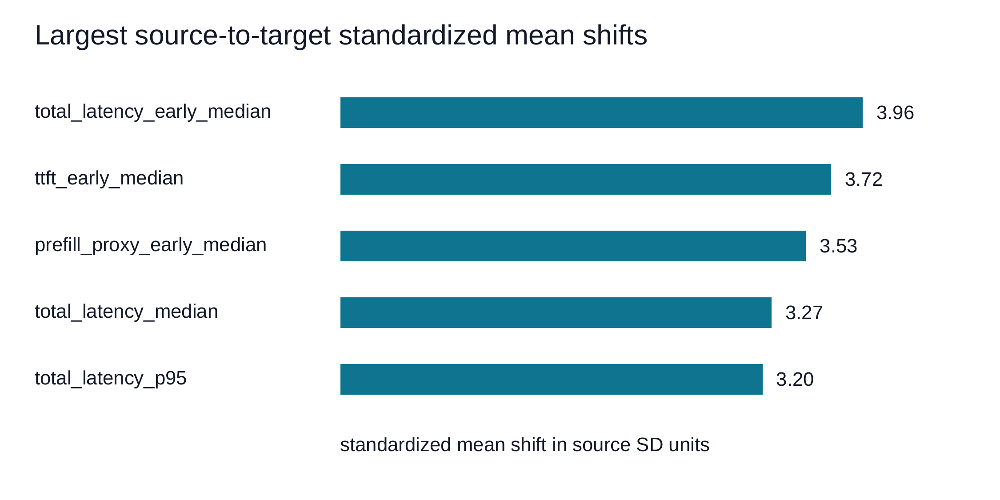 Largest source-to-target standardized mean shifts
total_latency_early_median 3.96
ttft_early_median 3.72
prefill_proxy_early_median 3.53
total_latency_median 3.27
total_latency_p95 3.20
standardized mean shift in source SD units